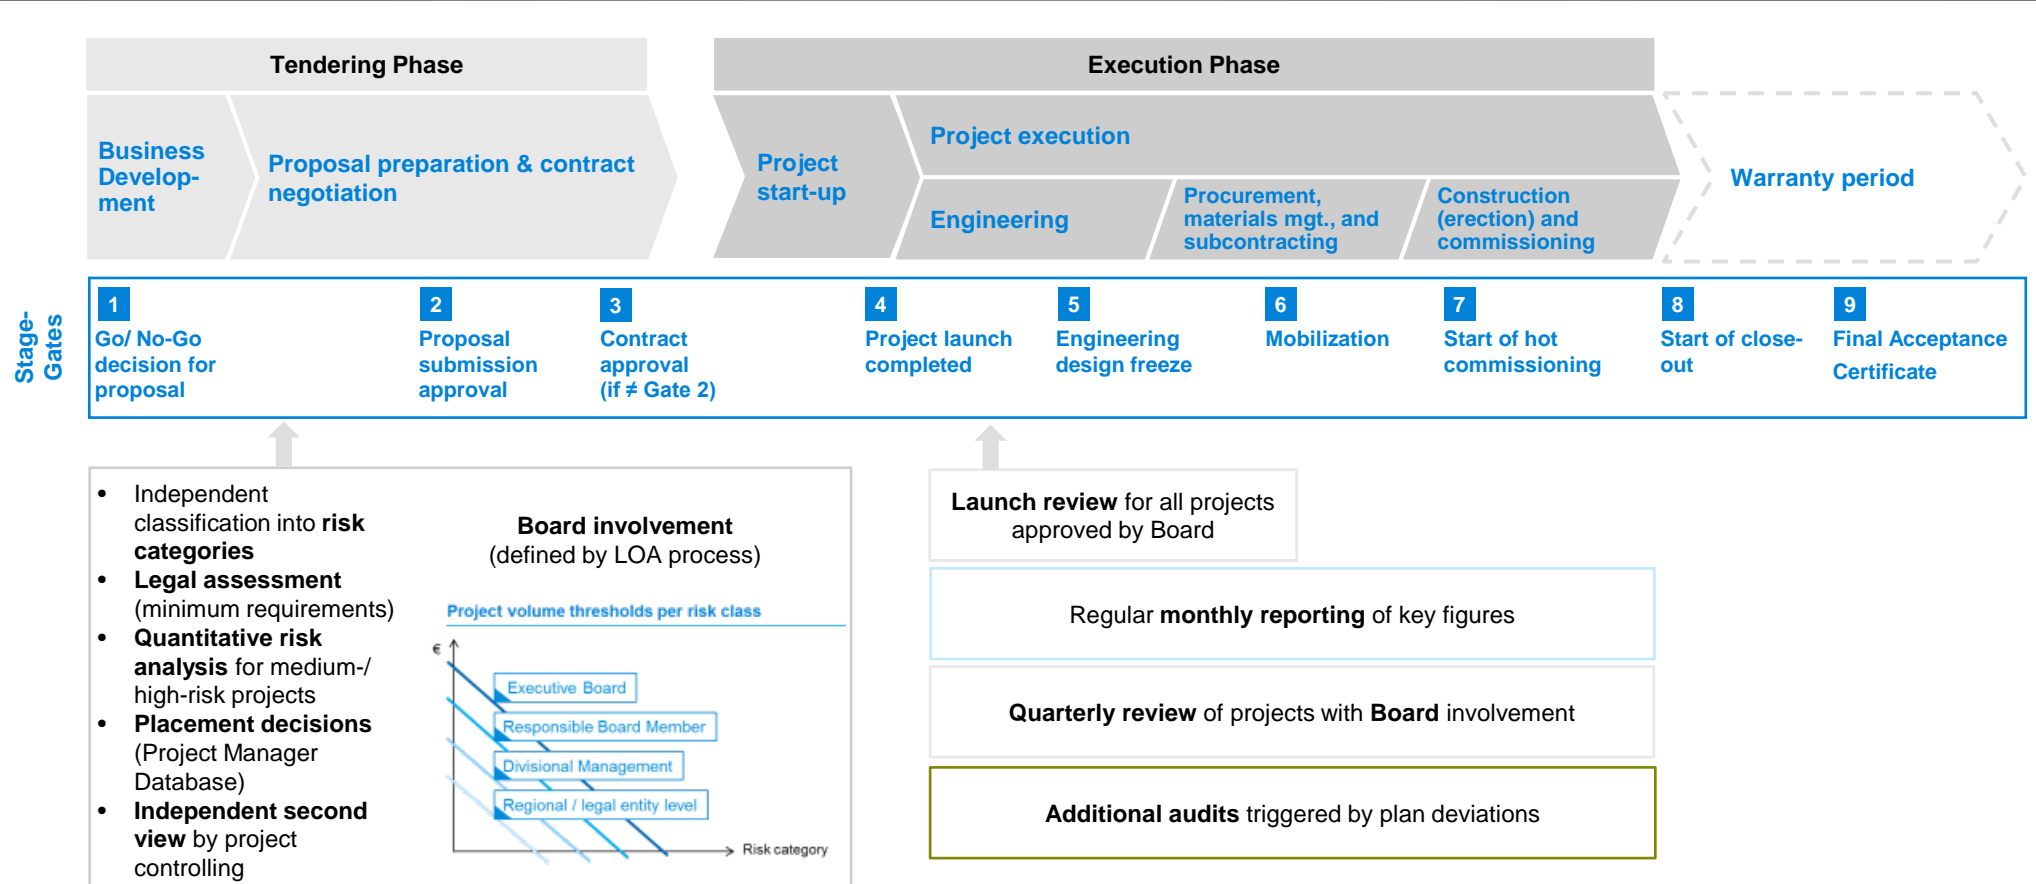 Tendering Phase
Execution Phase
Business
Develop-
ment
Proposal preparation & contract
negotiation
Project
start-up
Project execution
Engineering
Procurement,
materials mgt., and
subcontracting
Construction
(erection) and
commissioning
Warranty period
Stage-
Gates
1
Go/ No-Go
decision for
proposal
2
Proposal
submission
approval
3
Contract
approval
(if ≠ Gate 2)
4
Project launch
completed
5
Engineering
design freeze
6
Mobilization
7
Start of hot
commissioning
8
Start of close-
out
9
Final Acceptance
Certificate
• Independent
classification into risk
categories
• Legal assessment
(minimum requirements)
• Quantitative risk
analysis for medium-/
high-risk projects
• Placement decisions
(Project Manager
Database)
• Independent second
view by project
controlling
Board involvement
(defined by LOA process)
Project volume thresholds per risk class
€
Executive Board
Responsible Board Member
Divisional Management
Regional / legal entity level
Risk category
Launch review for all projects
approved by Board
Regular monthly reporting of key figures
Quarterly review of projects with Board involvement
Additional audits triggered by plan deviations